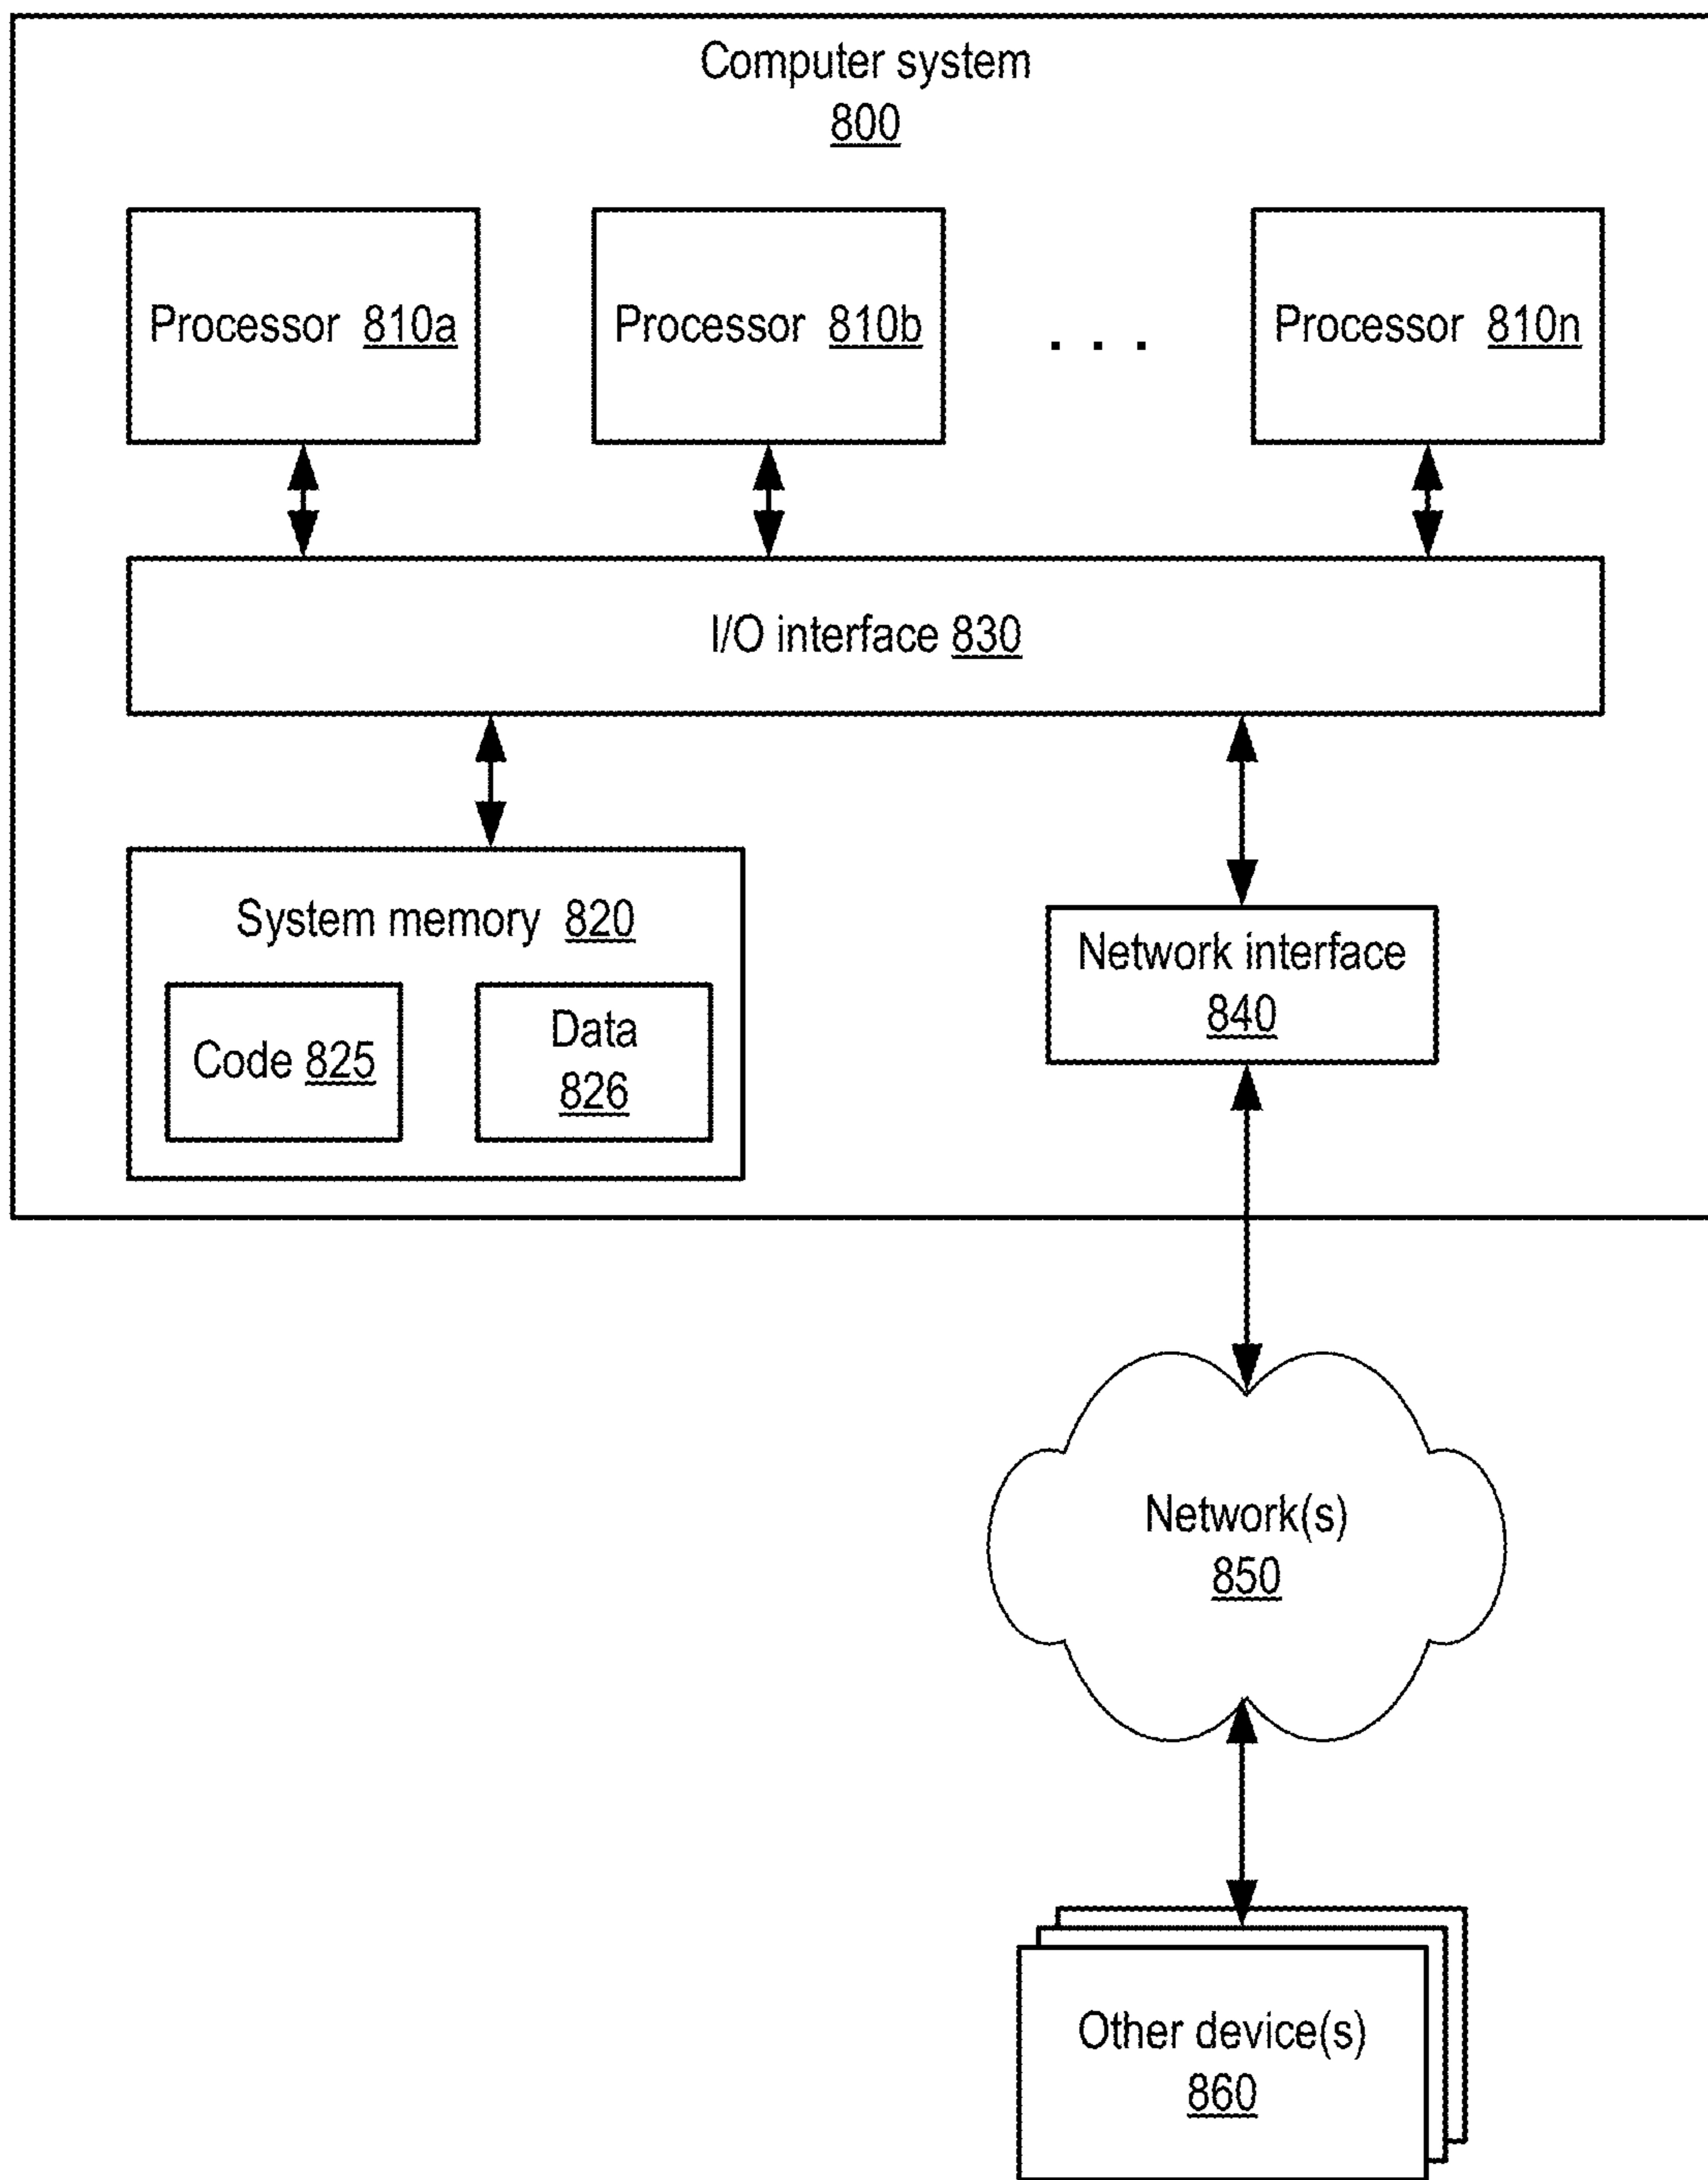 Computer system
800
Processor 810a
Processor 810b
. . .
Processor 810n
I/O interface 830
System memory 820
Code 825
Data
826
Network interface
840
Network(s)
850
Other device(s)
860